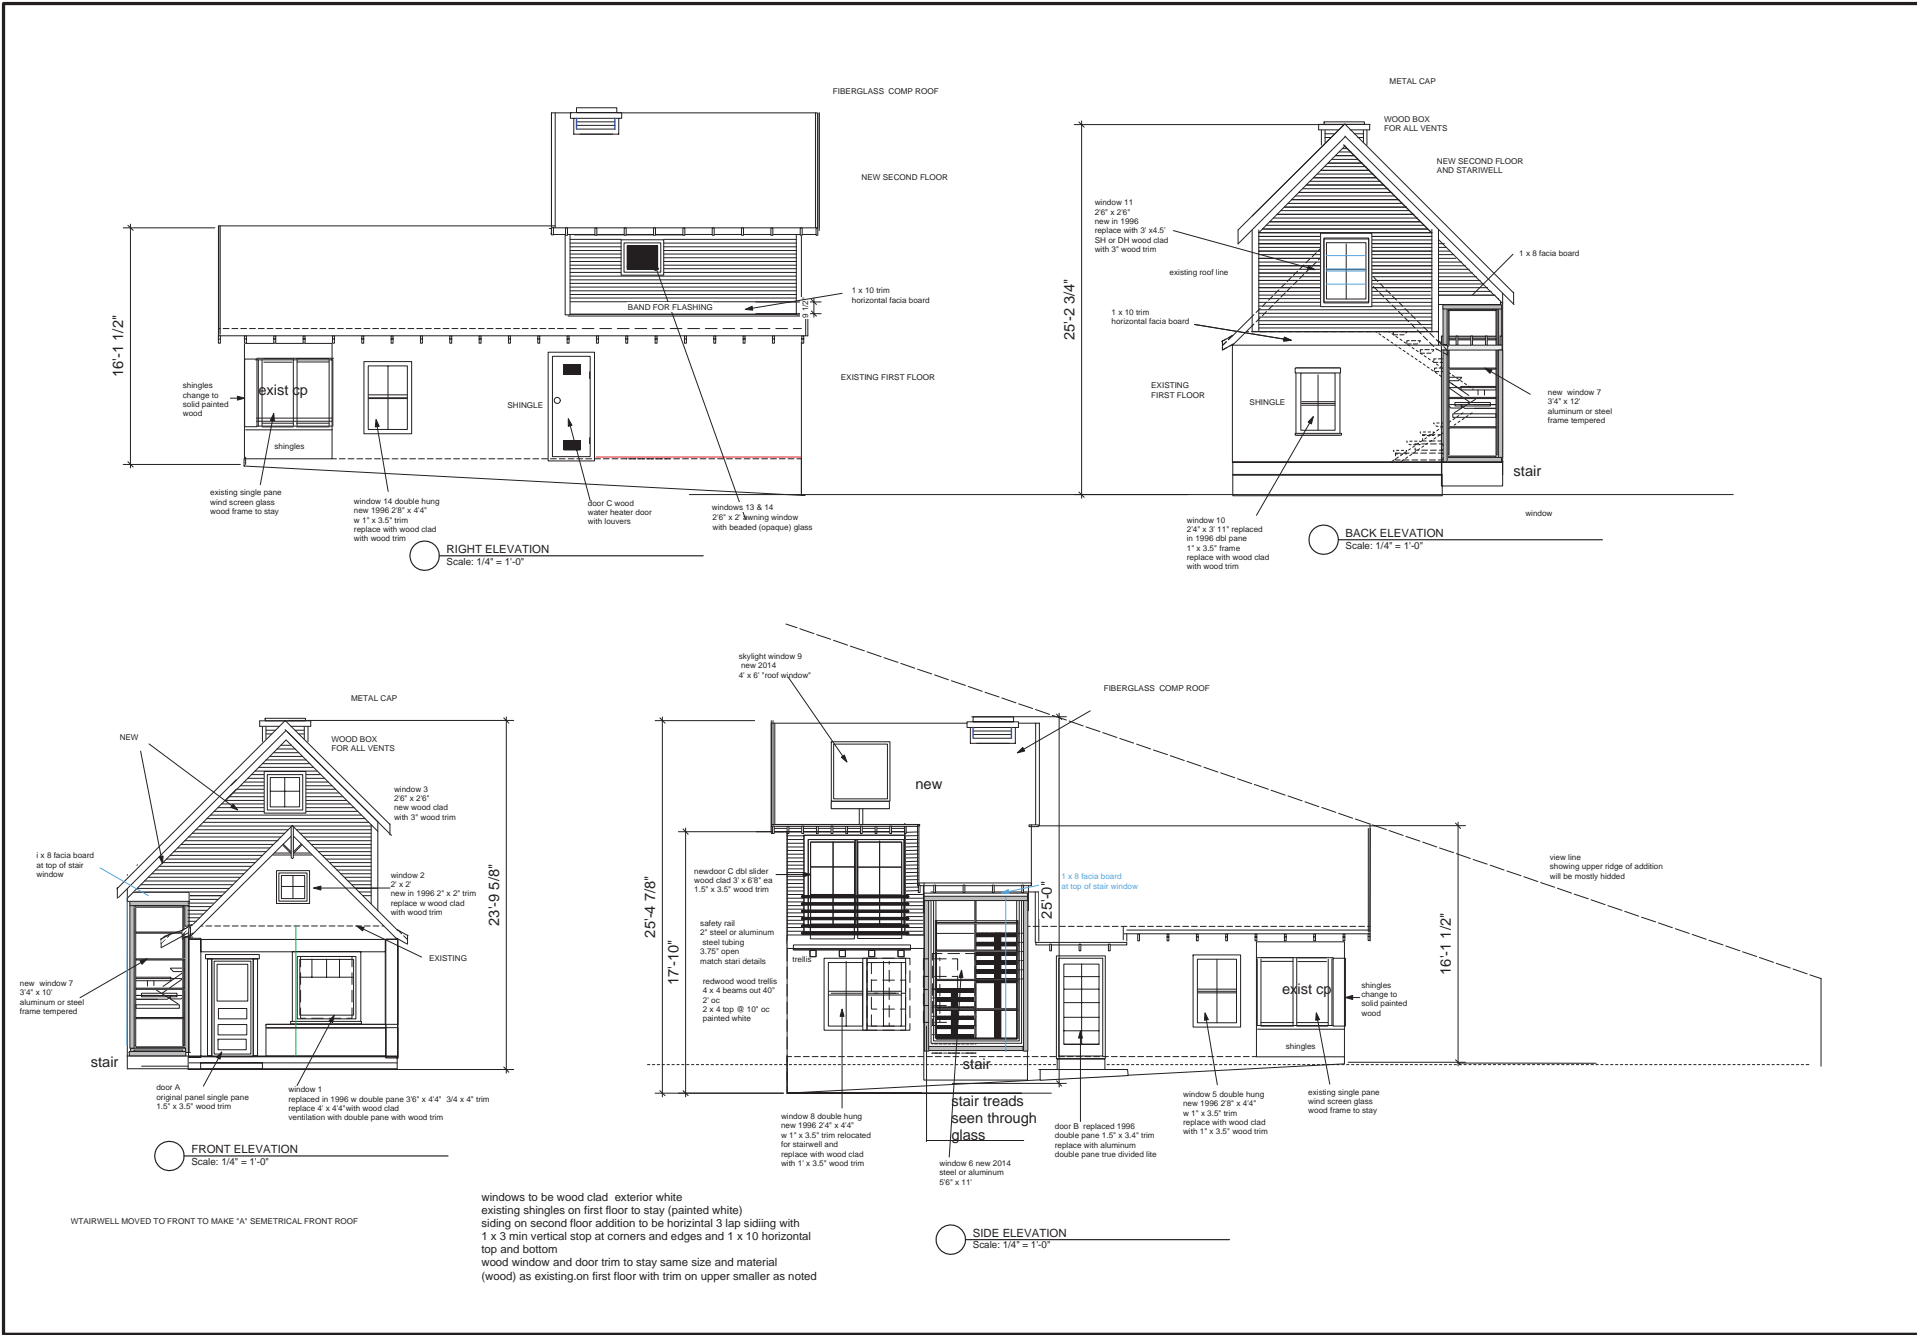 FIBERGLASS COMP ROOF
NEW SECOND FLOOR
16'-1 1/2"
BAND FOR FLASHING
9 1/2"
1 x 10 trim
horizontal facia board
EXISTING FIRST FLOOR
shingles
change to
solid painted
wood
exist cp
shingles
SHINGLE
existing single pane
wind screen glass
wood frame to stay
window 14 double hung
new 1996 2'8" x 4'4"
w 1" x 3.5" trim
replace with wood clad
with wood trim
door C wood
water heater door
with louvers
windows 13 & 14
2'6" x 2' awning window
with beaded (opaque) glass
RIGHT ELEVATION
Scale: 1/4" = 1'-0"
METAL CAP
WOOD BOX
FOR ALL VENTS
NEW SECOND FLOOR
AND STARIWELL
25'-2 3/4"
window 11
2'6" x 2'6"
new in 1996
replace with 3' x4.5'
SH or DH wood clad
with 3" wood trim
existing roof line
1 x 8 facia board
1 x 10 trim
horizontal facia board
EXISTING
FIRST FLOOR
SHINGLE
new  window 7
3'4" x 12'
aluminum or steel
frame tempered
stair
window
window 10
2'4" x 3' 11" replaced
in 1996 dbl pane
1" x 3.5" frame
replace with wood clad
with wood trim
BACK ELEVATION
Scale: 1/4" = 1'-0"
METAL CAP
NEW
WOOD BOX
FOR ALL VENTS
window 3
2'6" x 2'6"
new wood clad
with 3" wood trim
i x 8 facia board
at top of stair
window
window 2
2' x 2'
new in 1996 2" x 2" trim
replace w wood clad
with wood trim
23'-9 5/8"
EXISTING
new  window 7
3'4" x 10'
aluminum or steel
frame tempered
stair
door A
original panel single pane
1.5" x 3.5" wood trim
window 1
replaced in 1996 w double pane 3'6" x 4'4"  3/4 x 4" trim
replace 4' x 4'4"with wood clad
ventilation with double pane with wood trim
FRONT ELEVATION
Scale: 1/4" = 1'-0"
WTAIRWELL MOVED TO FRONT TO MAKE "A" SEMETRICAL FRONT ROOF
skylight window 9
new 2014
4' x 6' "roof window"
FIBERGLASS  COMP ROOF
new
25'-4 7/8"
17'-10"
newdoor C dbl slider
wood clad 3' x 6'8" ea
1.5" x 3.5" wood trim
safety rail
2" steel or aluminum
steel tubing
3.75" open
match stari details
redwood wood trellis
4 x 4 beams out 40"
2' oc
2 x 4 top @ 10" oc
painted white
trellis
25'-0"
1 x 8 facia board
at top of stair window
16'-1 1/2"
view line
showing upper ridge of addition
will be mostly hidded
exist cp
shingles
change to
solid painted
wood
shingles
stair
stair treads
seen through
glass
window 8 double hung
new 1996 2'4" x 4'4"
w 1" x 3.5" trim relocated
for stairwell and
replace with wood clad
with 1' x 3.5" wood trim
window 6 new 2014
steel or aluminum
5'6" x 11'
door B  replaced 1996
double pane 1.5" x 3.4" trim
replace with aluminum
double pane true divided lite
window 5 double hung
new 1996 2'8" x 4'4"
w 1" x 3.5" trim
replace with wood clad
with 1" x 3.5" wood trim
existing single pane
wind screen glass
wood frame to stay
SIDE ELEVATION
Scale: 1/4" = 1'-0"
windows to be wood clad  exterior white
existing shingles on first floor to stay (painted white)
siding on second floor addition to be horizintal 3 lap sidiing with
1 x 3 min vertical stop at corners and edges and 1 x 10 horizontal
top and bottom
wood window and door trim to stay same size and material
(wood) as existing.on first floor with trim on upper smaller as noted